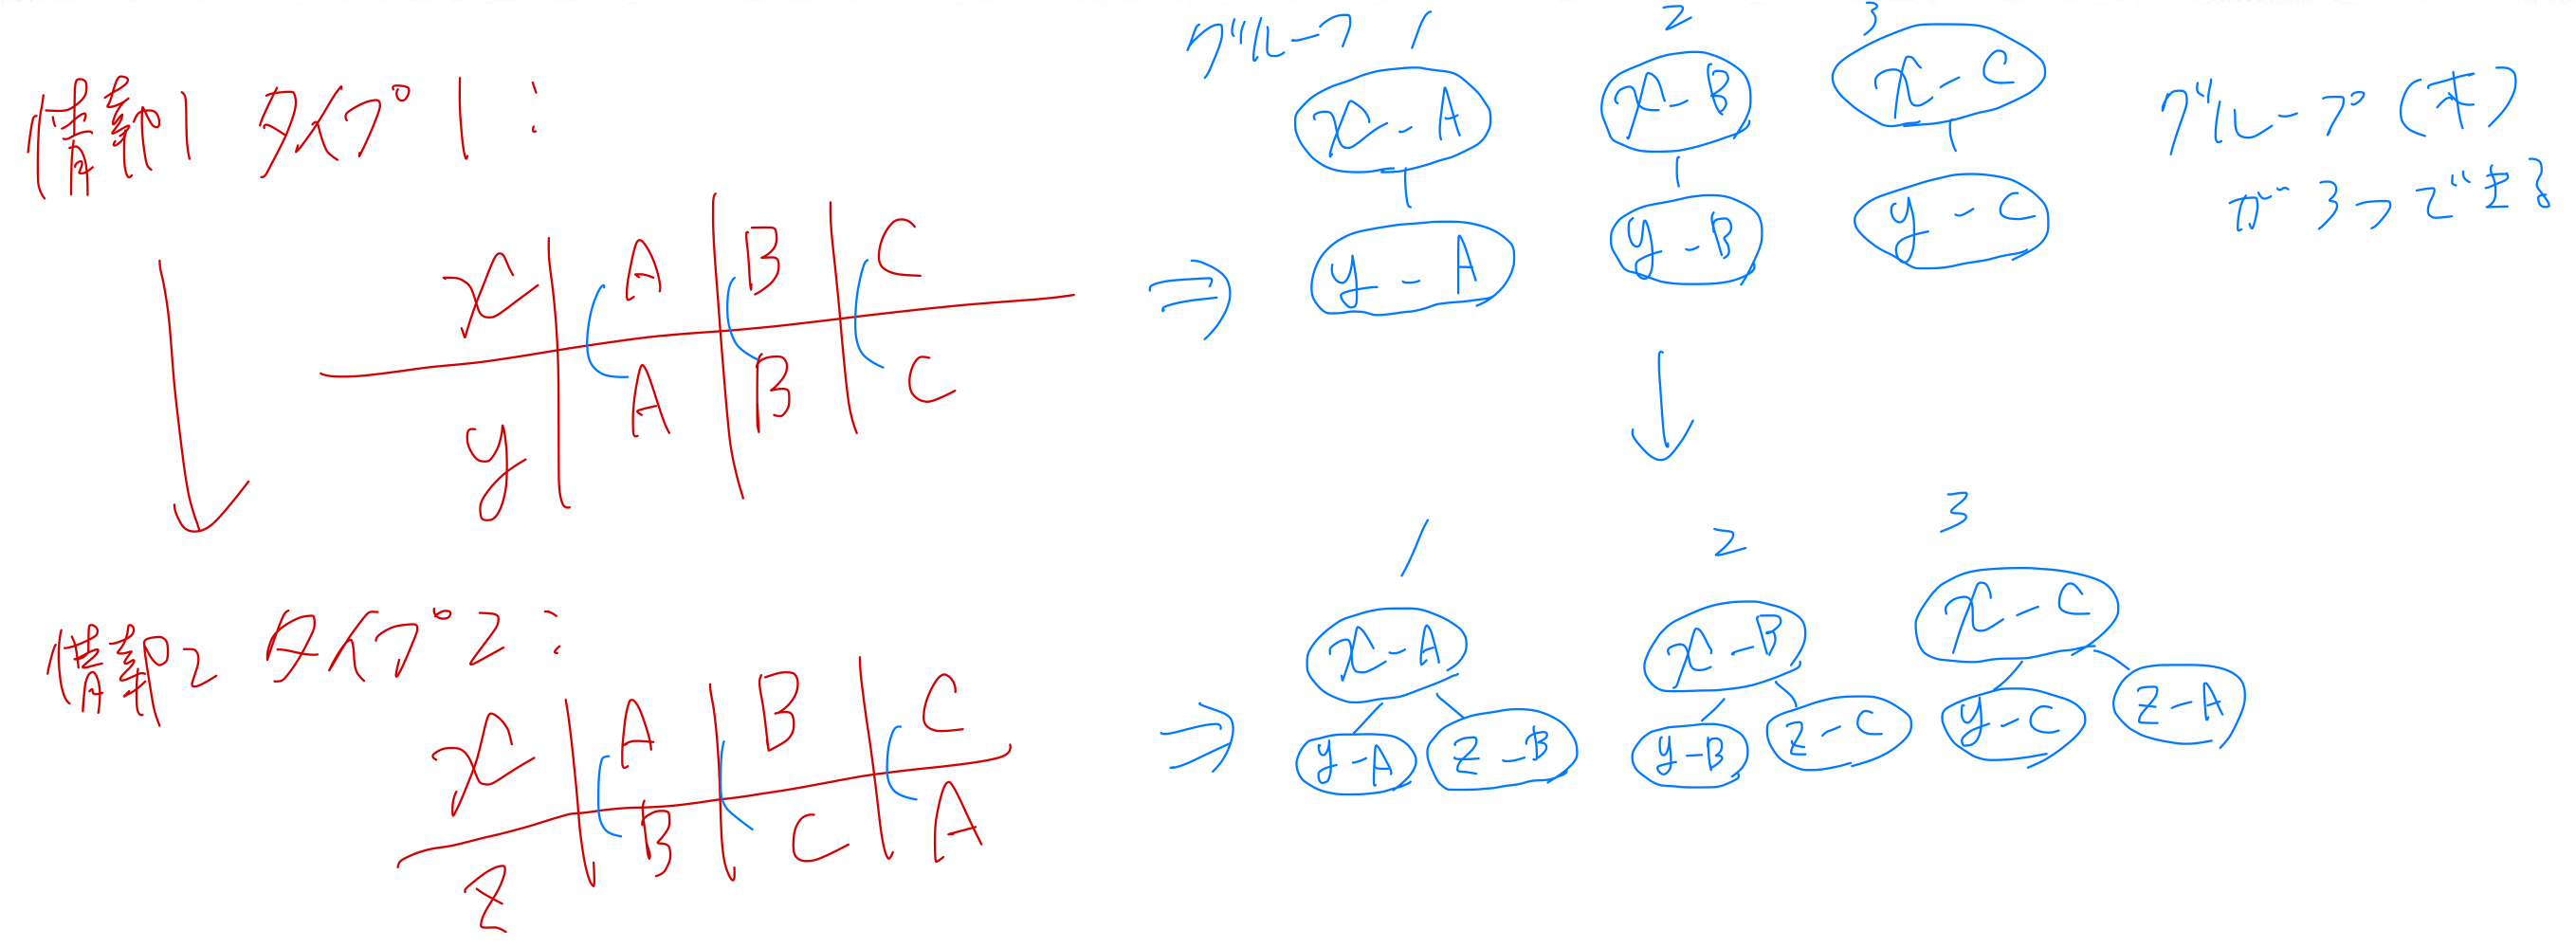 情報1 タイプ1:
x A B C
y A B C
⇒
グループ 1 2 3
x-A x-B x-C
y-A y-B y-C
グループ(木)
が3つできる
情報2 タイプ2:
x A B C
z B C A
⇒
1 2 3
x-A x-B x-C
y-A z-B y-B z-C y-C z-A